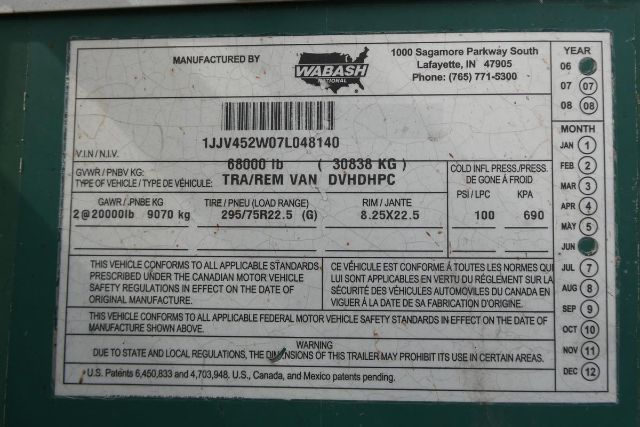 MANUFACTURED BY
WABASH
NATIONAL
1000 Sagamore Parkway South
Lafayette, IN 47905
Phone: (765) 771-5300
1JJV452W07L048140
V.I.N / N.I.V.
68000 lb ( 30838 KG )
GVWR / PNBV KG:
TYPE OF VEHICLE / TYPE DE VÉHICULE: TRA/REM VAN DVHDHPC
COLD INFL PRESS./PRESS.
DE GONE À FROID
GAWR / PNBE KG TIRE / PNEU (LOAD RANGE) RIM / JANTE PSI / LPC KPA
2@20000lb 9070 kg 295/75R22.5 (G) 8.25X22.5 100 690
THIS VEHICLE CONFORMS TO ALL APPLICABLE STANDARDS
PRESCRIBED UNDER THE CANADIAN MOTOR VEHICLE
SAFETY REGULATIONS IN EFFECT ON THE DATE OF
ORIGINAL MANUFACTURE.
CE VÉHICULE EST CONFORME À TOUTES LES NORMES QUI
LUI SONT APPLICABLES EN VERTU DU RÉGLEMENT SUR LA
SÉCURITÉ DES VÉHICULES AUTOMOBILES DU CANADA EN
VIGUER À LA DATE DE SA FABRICATION D'ORIGINE.
THIS VEHICLE CONFORMS TO ALL APPLICABLE FEDERAL MOTOR VEHICLE SAFETY STANDARDS IN EFFECT ON THE DATE OF
MANUFACTURE SHOWN ABOVE.
WARNING
DUE TO STATE AND LOCAL REGULATIONS, THE DIMENSIONS OF THIS TRAILER MAY PROHIBIT ITS USE IN CERTAIN AREAS.
U.S. Patents 6,450,833 and 4,703,948. U.S., Canada, and Mexico patents pending.
YEAR
06
07 07
08 08
MONTH
JAN 1
FEB 2
MAR 3
APR 4
MAY 5
JUN
JUL 7
AUG 8
SEP 9
OCT 10
NOV 11
DEC 12